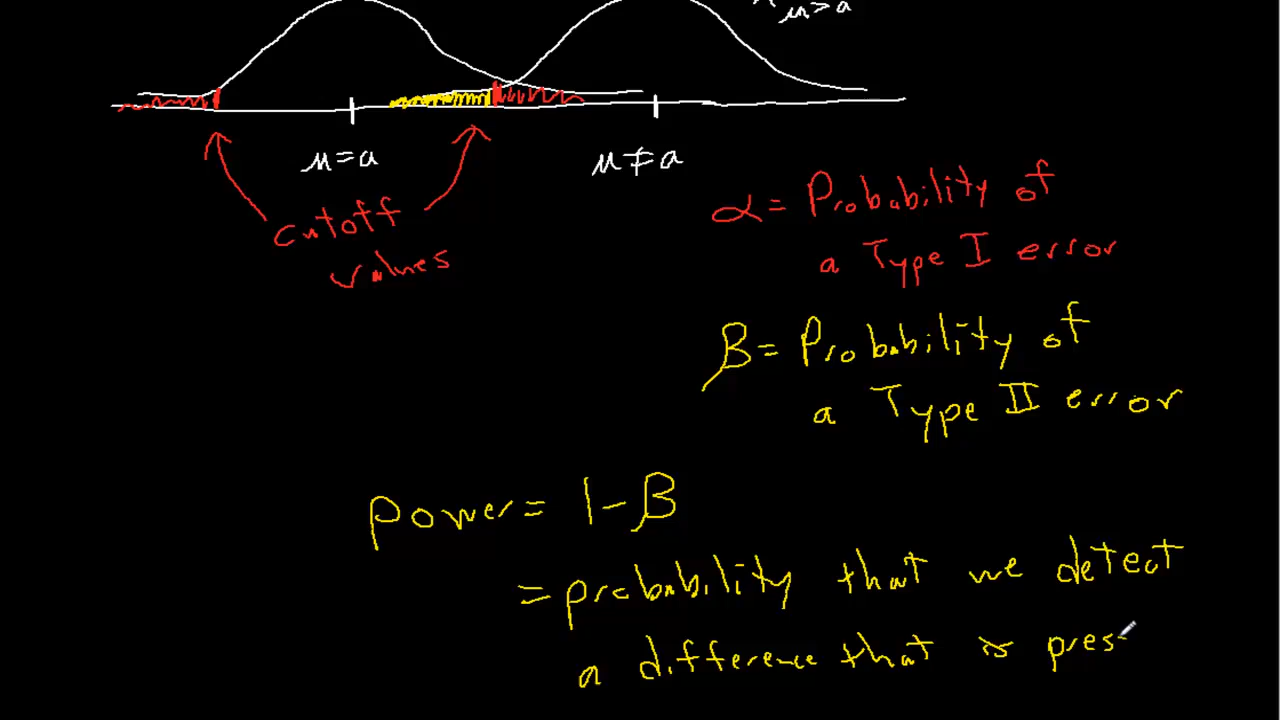 μ > a
μ = a
μ ≠ a
cutoff
values
α = Probability of
a Type I error
β = Probability of
a Type II error
power = 1 - β
= probability that we detect
a difference that is pres